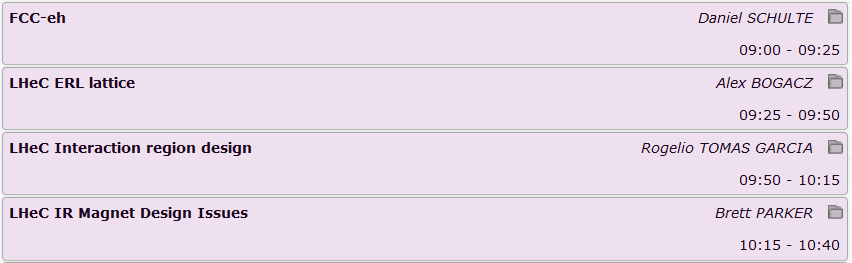 FCC-eh Daniel SCHULTE
09:00 - 09:25
LHeC ERL lattice Alex BOGACZ
09:25 - 09:50
LHeC Interaction region design Rogelio TOMAS GARCIA
09:50 - 10:15
LHeC IR Magnet Design Issues Brett PARKER
10:15 - 10:40